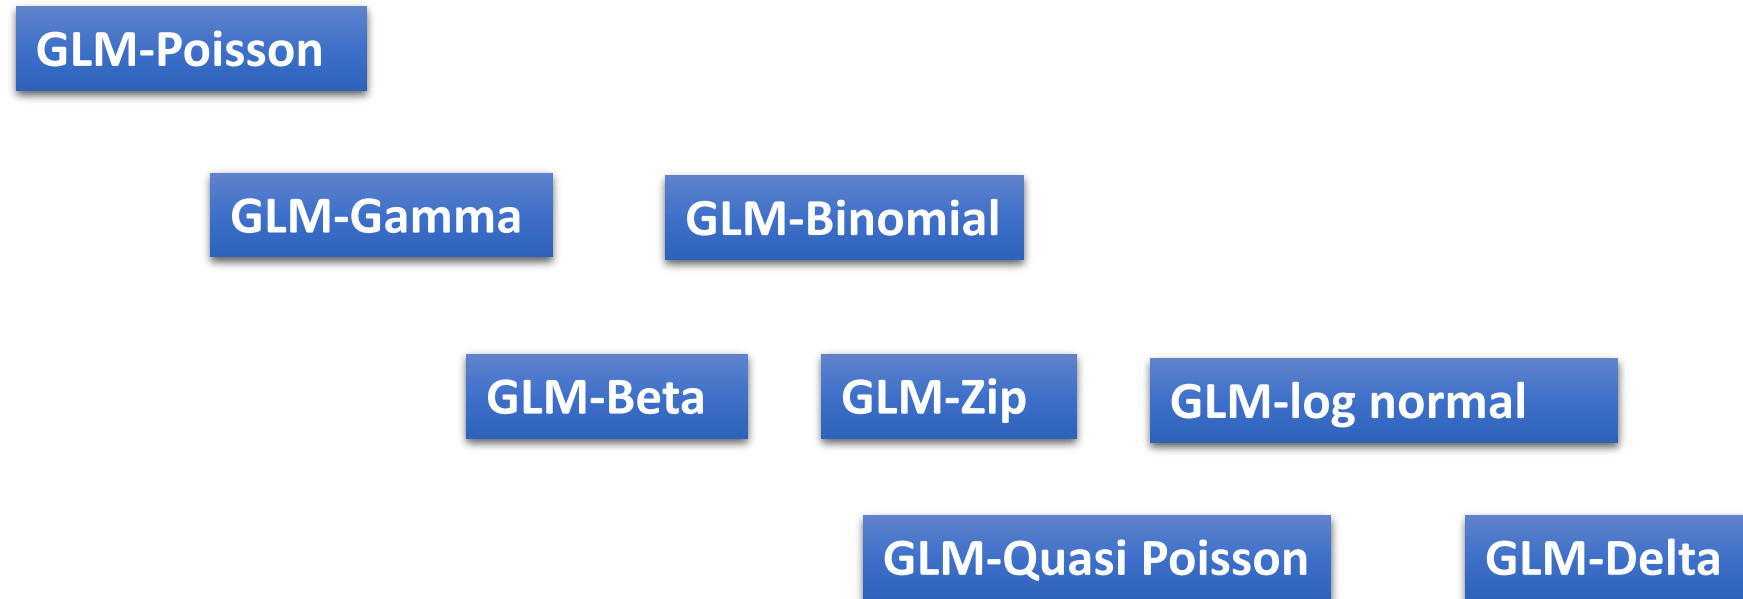 GLM-Poisson
GLM-Gamma
GLM-Binomial
GLM-Beta
GLM-Zip
GLM-log normal
GLM-Quasi Poisson
GLM-Delta